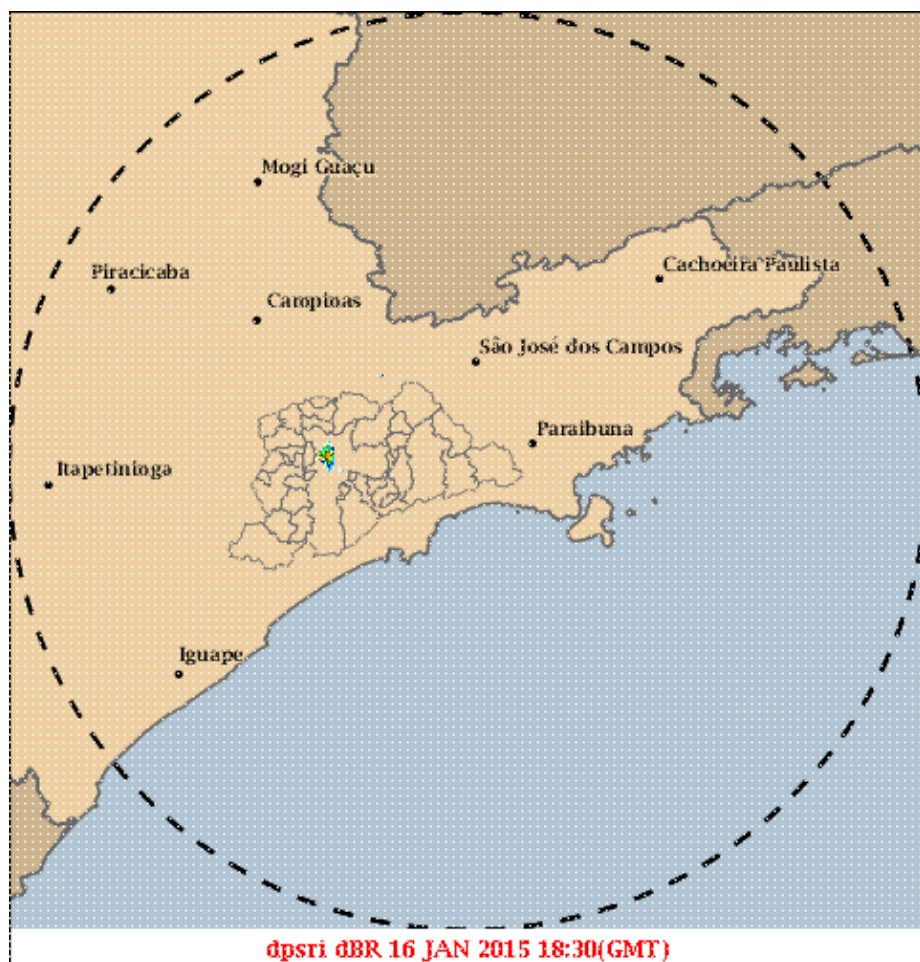 Mogi Guaçu
Piracicaba
Cachoeira Paulista
Campinas
São José dos Campos
Paraibuna
Itapetininga
Iguape
dpsri dBR 16 JAN 2015 18:30(GMT)